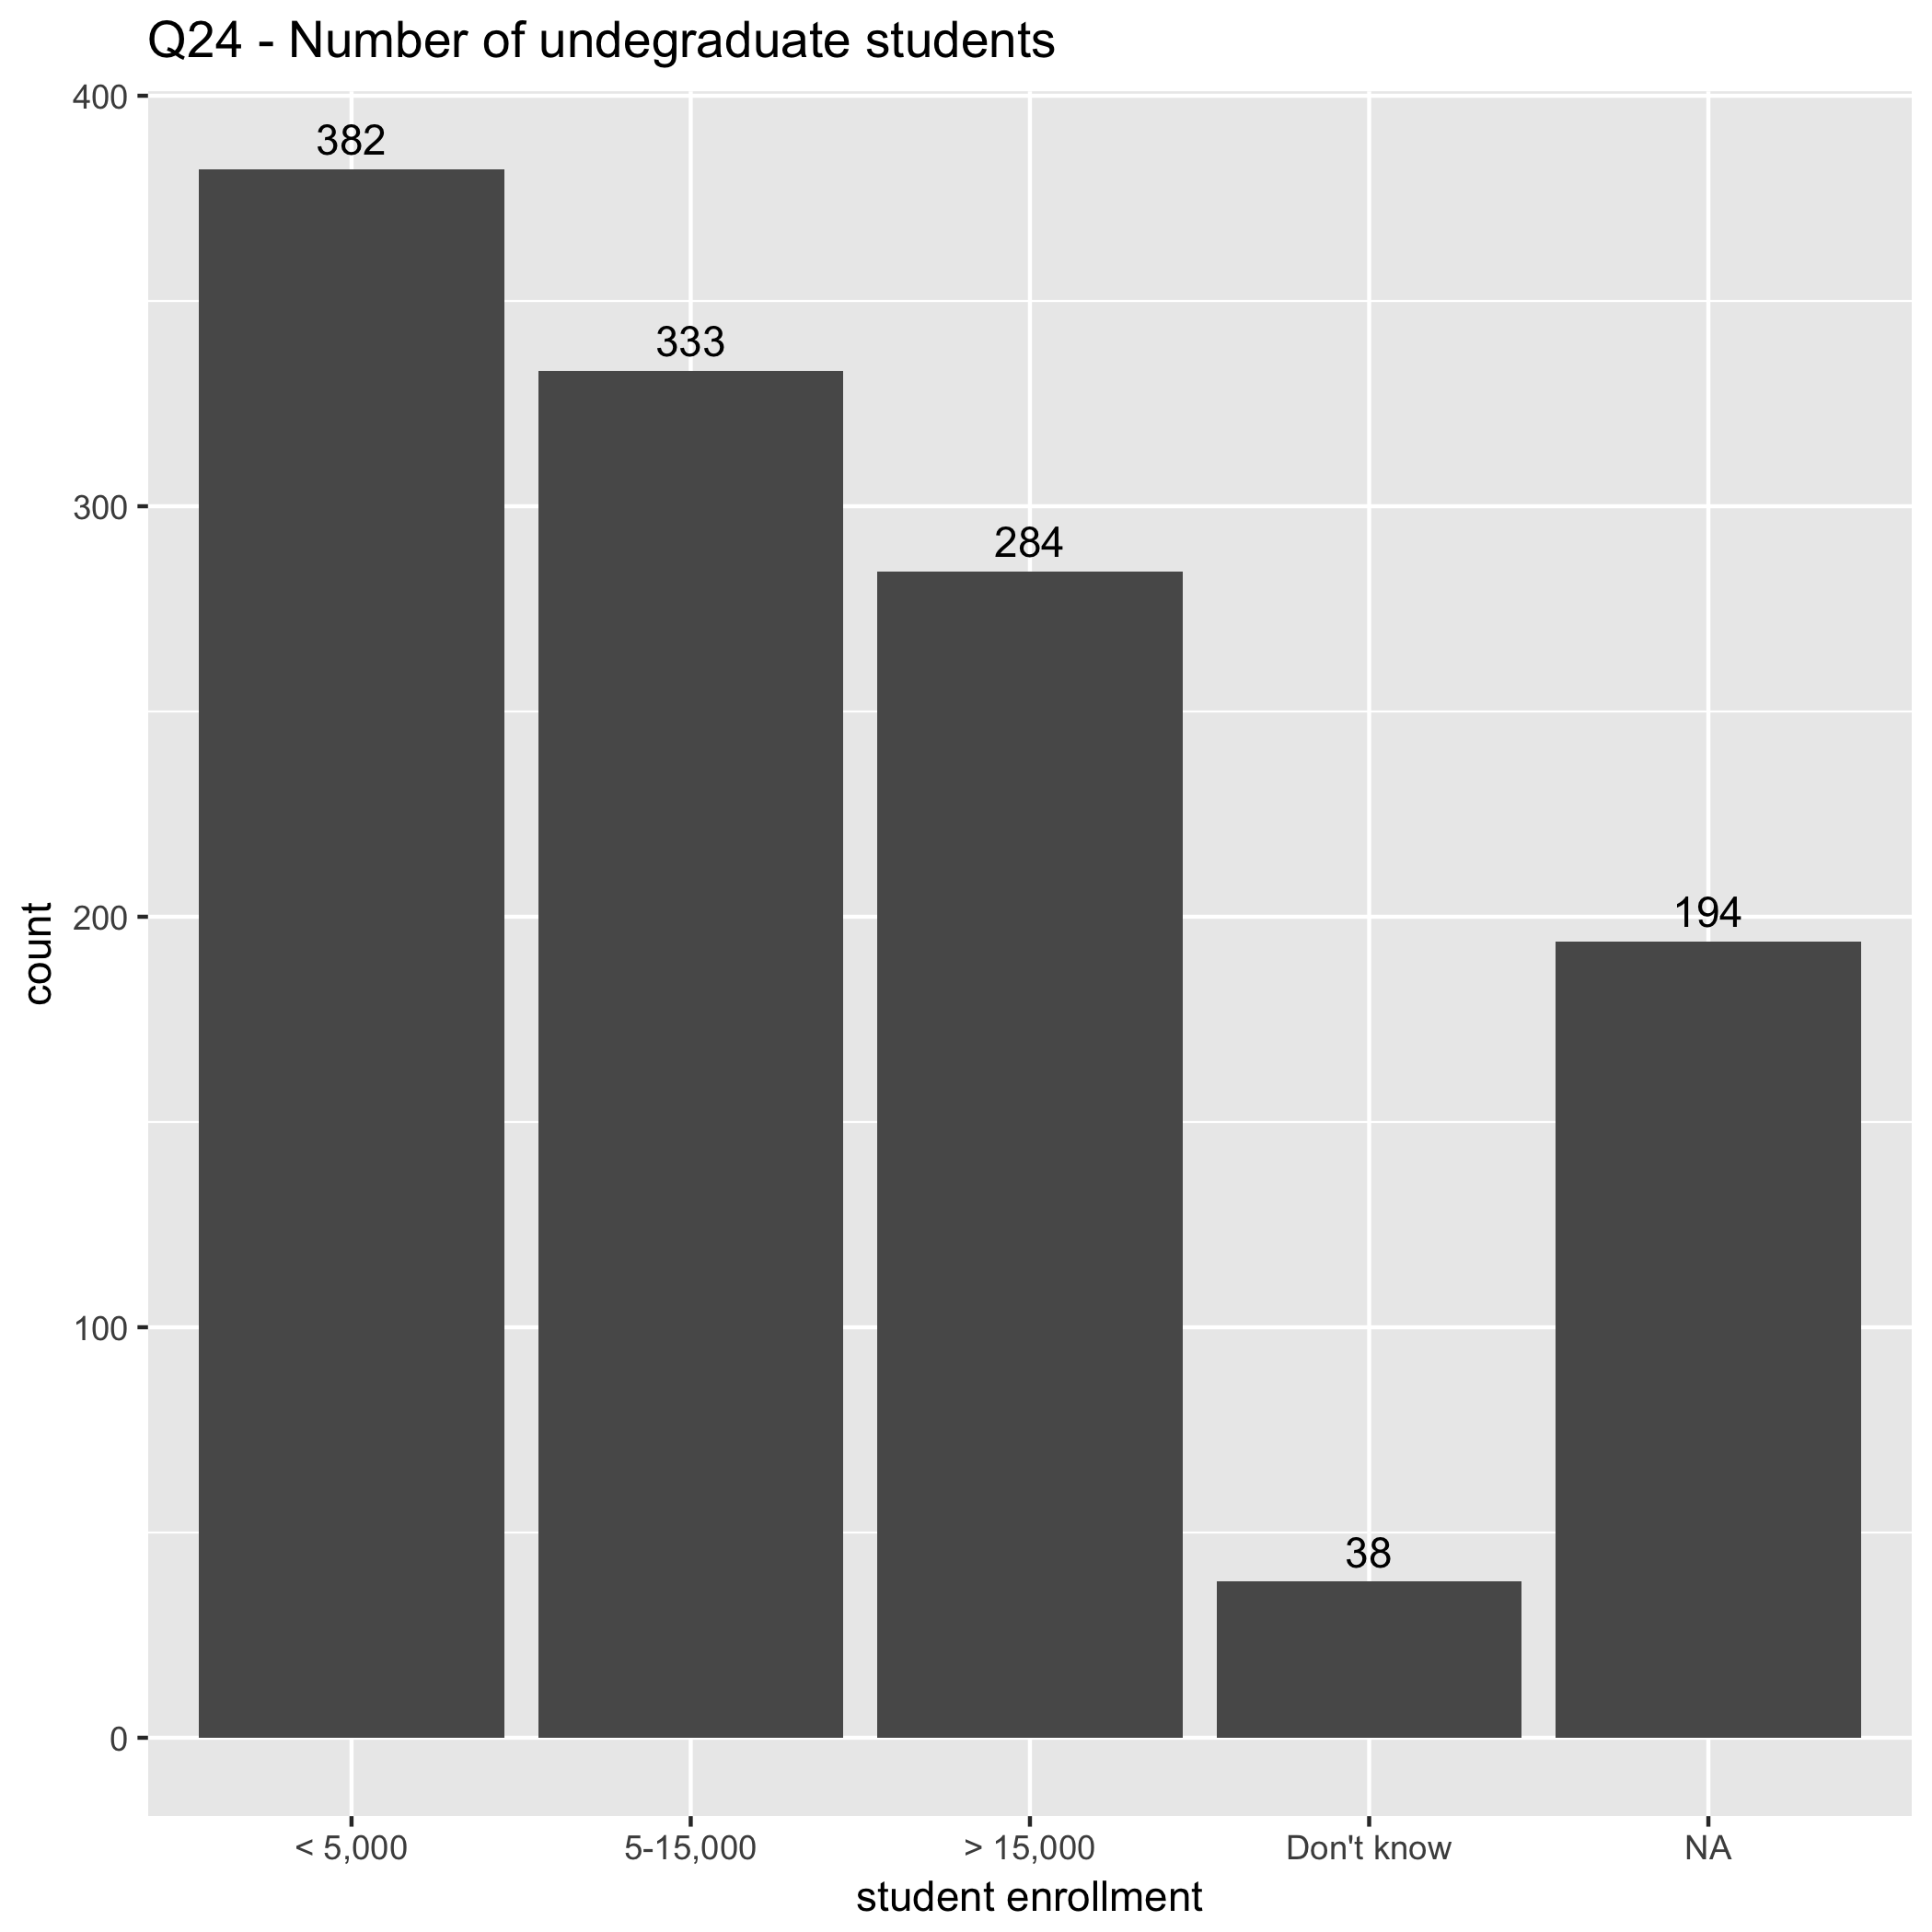 Q24 - Number of undegraduate students
400
300
200
100
0
count
382
333
284
38
194
< 5,000
5-15,000
> 15,000
Don't know
NA
student enrollment